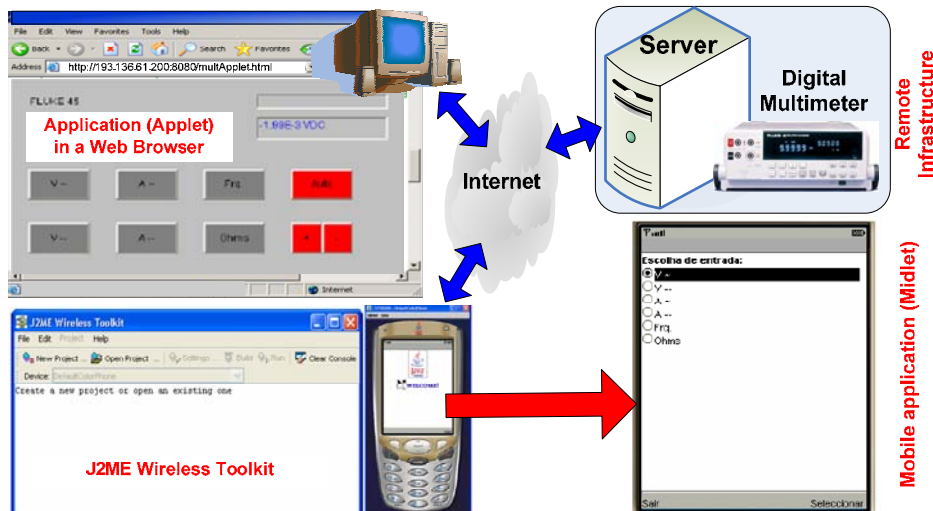 File Edit View Favorites Tools Help
Back Search Favorites
Address http://193.136.61.200:8080/multApplet.html
FLUKE 45
-1.99E-3 VDC
Application (Applet)
in a Web Browser
V -- A -- Frq Auto
V -- A -- Ohms + -
Internet
Internet
Server
Digital
Multimeter
FLUKE
Remote
Infrastructure
J2ME Wireless Toolkit
File Edit Project Help
New Project ... Open Project ... Settings ... Build Run Clear Console
Device: DefaultColorPhone
Create a new project or open an existing one
J2ME Wireless Toolkit
Escolha de entrada:
V --
V --
A --
A --
Frq.
Ohms
Sair Seleccionar
Mobile application (Midlet)